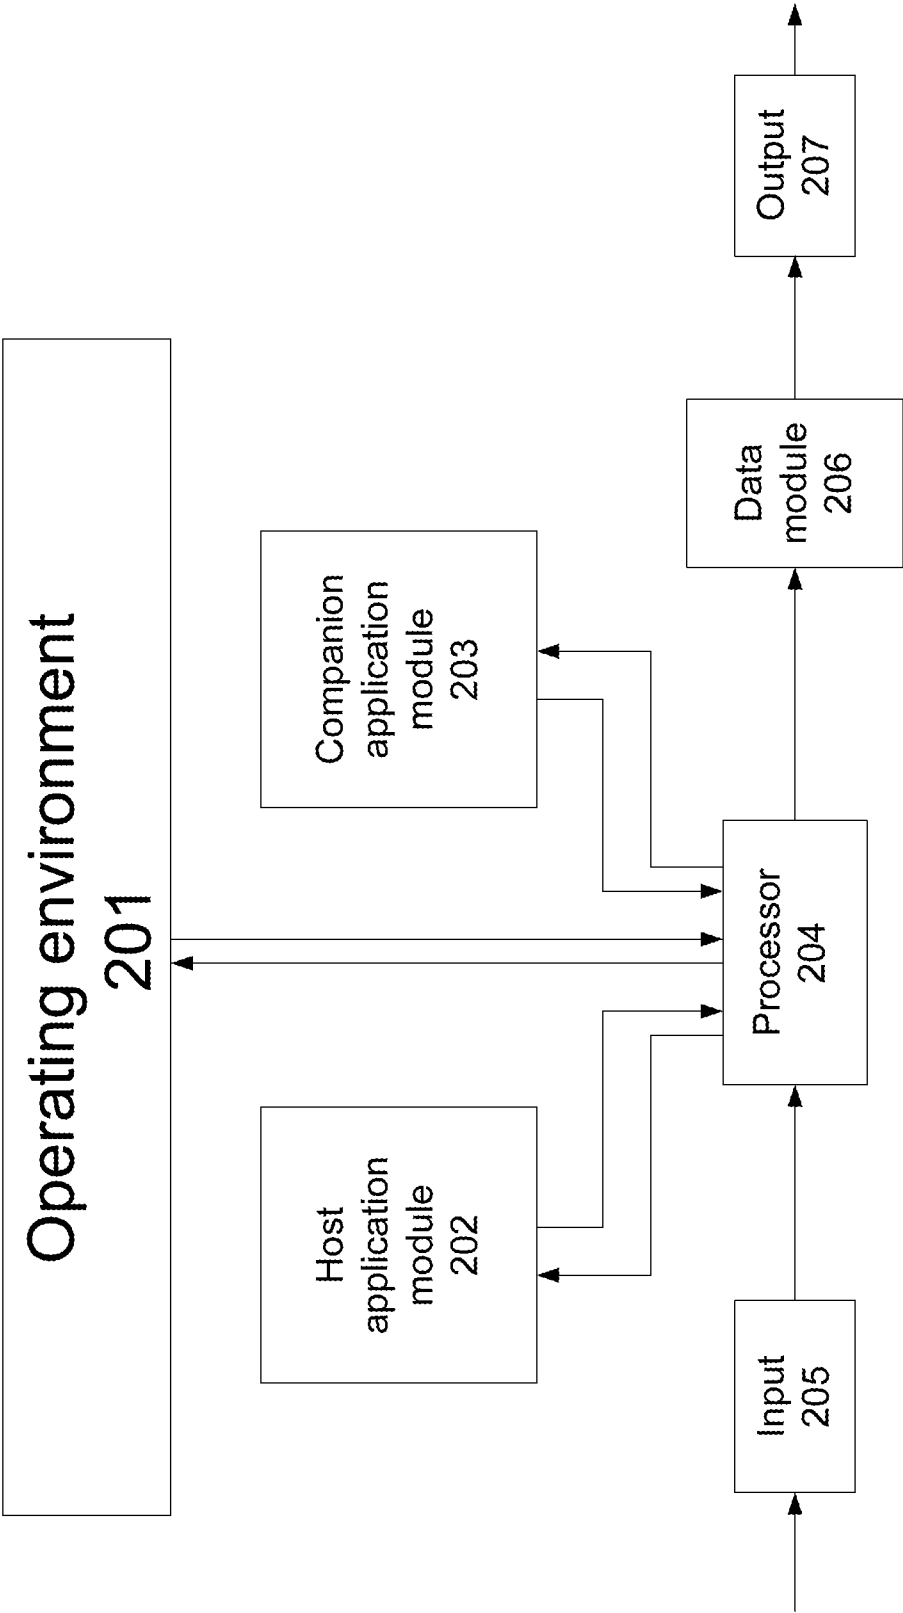 Operating environment
201
Host
application
module
202
Companion
application
module
203
Input
205
Processor
204
Data
module
206
Output
207